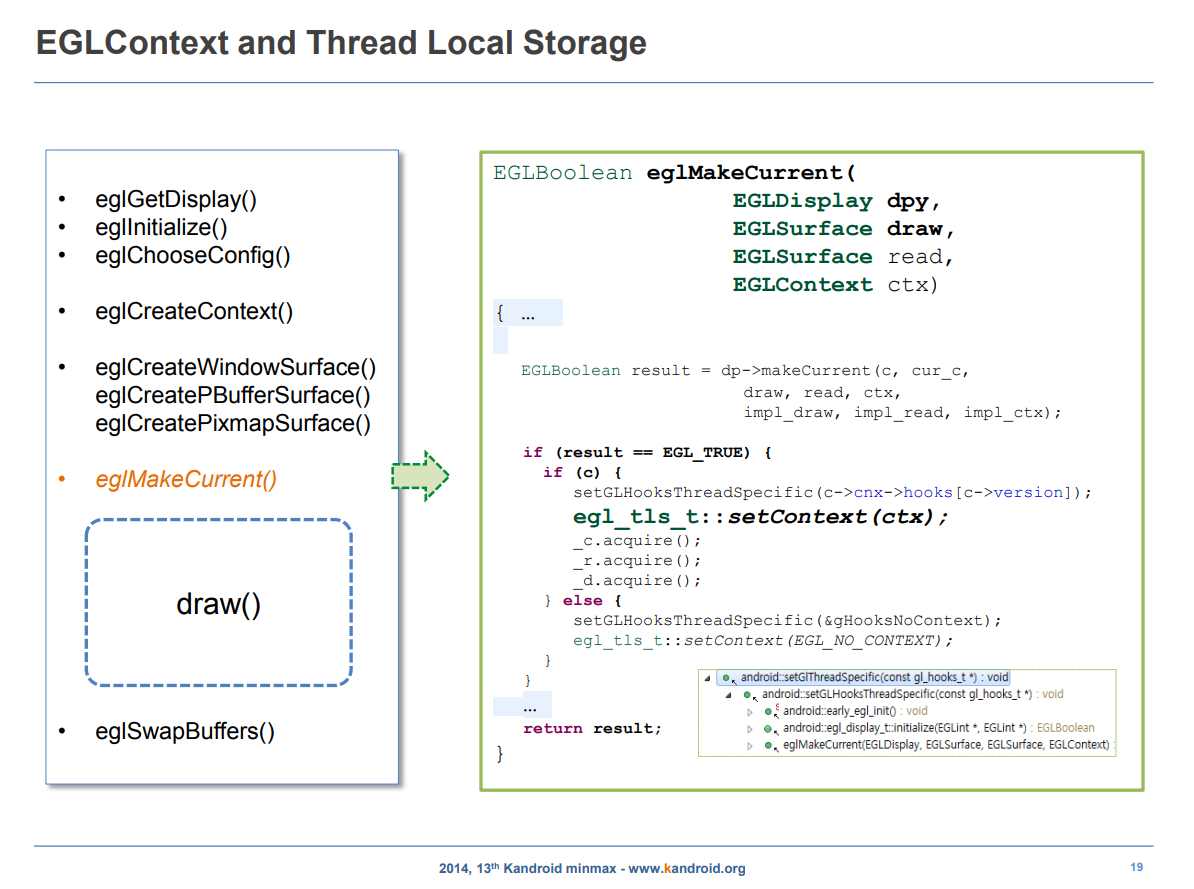 EGLContext and Thread Local Storage
• eglGetDisplay()
• eglInitialize()
• eglChooseConfig()
• eglCreateContext()
• eglCreateWindowSurface()
eglCreatePBufferSurface()
eglCreatePixmapSurface()
• eglMakeCurrent()
draw()
• eglSwapBuffers()
EGLBoolean eglMakeCurrent(
EGLDisplay dpy,
EGLSurface draw,
EGLSurface read,
EGLContext ctx)
{ ...
EGLBoolean result = dp->makeCurrent(c, cur_c,
draw, read, ctx,
impl_draw, impl_read, impl_ctx);
if (result == EGL_TRUE) {
if (c) {
setGLHooksThreadSpecific(c->cnx->hooks[c->version]);
egl_tls_t::setContext(ctx);
_c.acquire();
_r.acquire();
_d.acquire();
} else {
setGLHooksThreadSpecific(&gHooksNoContext);
egl_tls_t::setContext(EGL_NO_CONTEXT);
}
}
...
return result;
}
android::setGlThreadSpecific(const gl_hooks_t *) : void
android::setGLHooksThreadSpecific(const gl_hooks_t *) : void
android::early_egl_init() : void
android::egl_display_t::initialize(EGLint *, EGLint *) : EGLBoolean
eglMakeCurrent(EGLDisplay, EGLSurface, EGLSurface, EGLContext) :
2014, 13th Kandroid minmax - www.kandroid.org
19